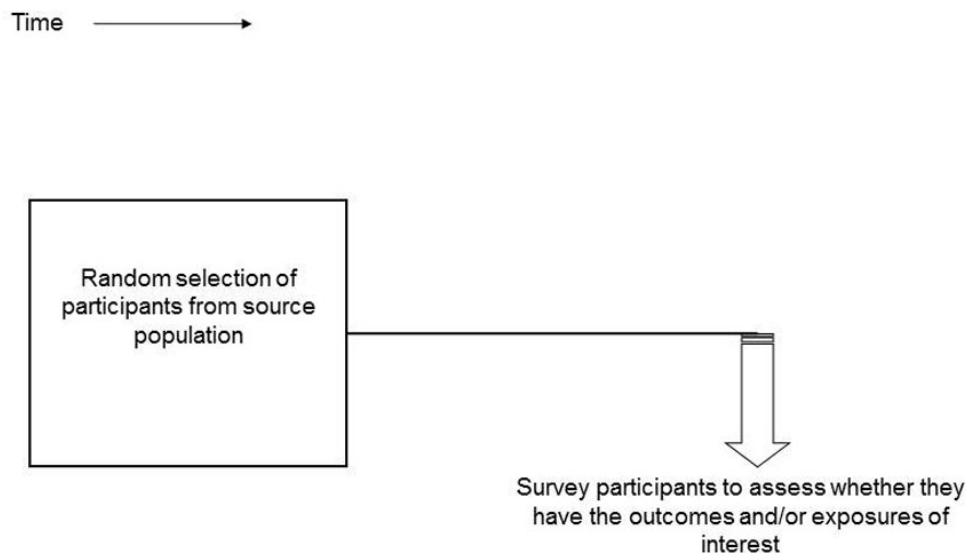 Time
Random selection of
participants from source
population
Survey participants to assess whether they
have the outcomes and/or exposures of
interest